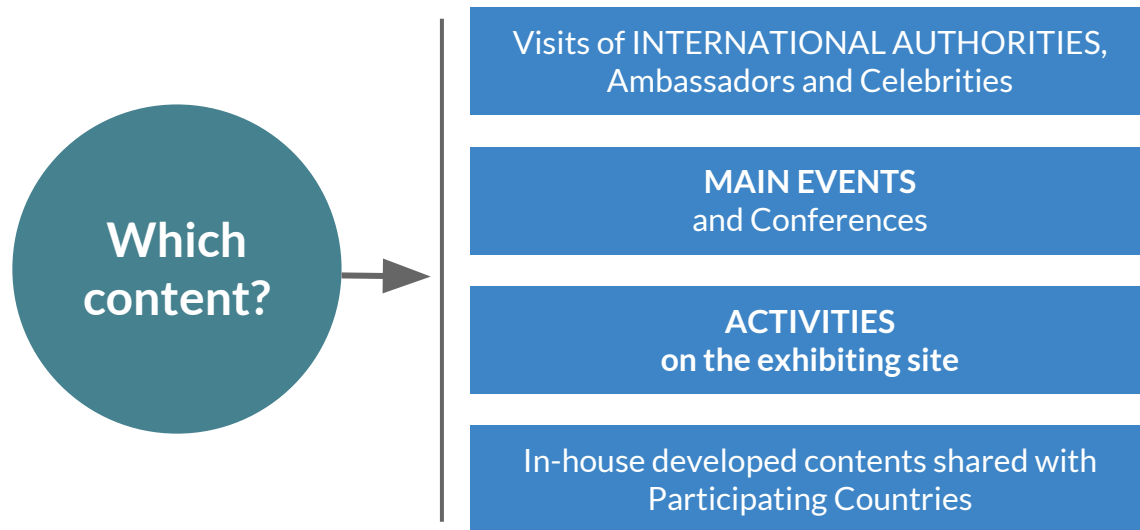 Which
content?
Visits of INTERNATIONAL AUTHORITIES,
Ambassadors and Celebrities
MAIN EVENTS
and Conferences
ACTIVITIES
on the exhibiting site
In-house developed contents shared with
Participating Countries